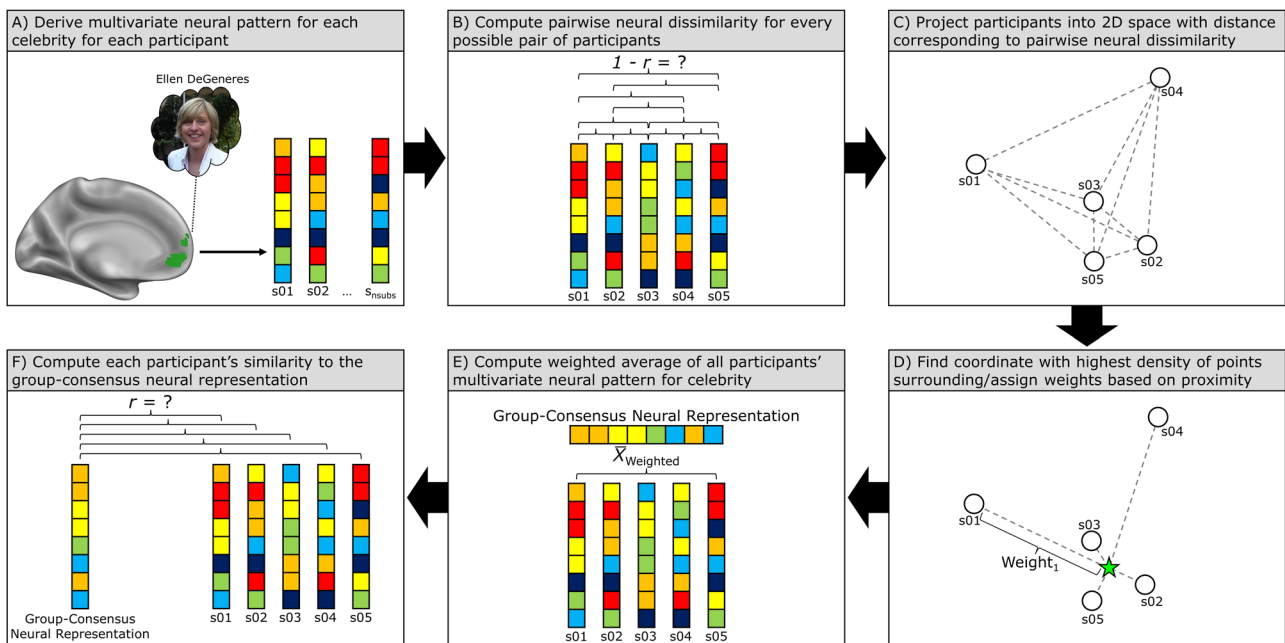 A) Derive multivariate neural pattern for each
celebrity for each participant
Ellen DeGeneres
s01
s02
...
s_nsubs
B) Compute pairwise neural dissimilarity for every
possible pair of participants
1 - r = ?
s01
s02
s03
s04
s05
C) Project participants into 2D space with distance
corresponding to pairwise neural dissimilarity
s04
s01
s03
s02
s05
D) Find coordinate with highest density of points
surrounding/assign weights based on proximity
s04
s01
s03
Weight₁
s02
s05
E) Compute weighted average of all participants'
multivariate neural pattern for celebrity
Group-Consensus Neural Representation
X̅Weighted
s01
s02
s03
s04
s05
F) Compute each participant's similarity to the
group-consensus neural representation
r = ?
Group-Consensus
Neural Representation
s01
s02
s03
s04
s05